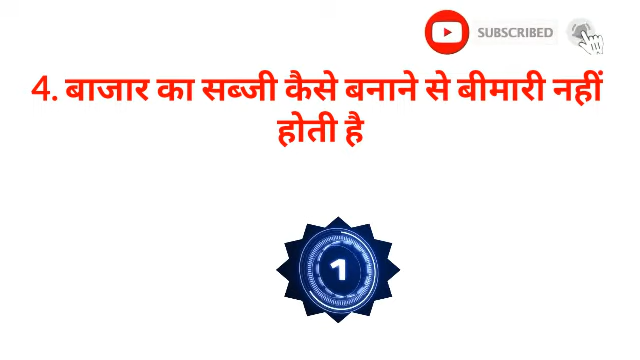 SUBSCRIBED
4. बाजार का सब्जी कैसे बनाने से बीमारी नहीं
होती है
1